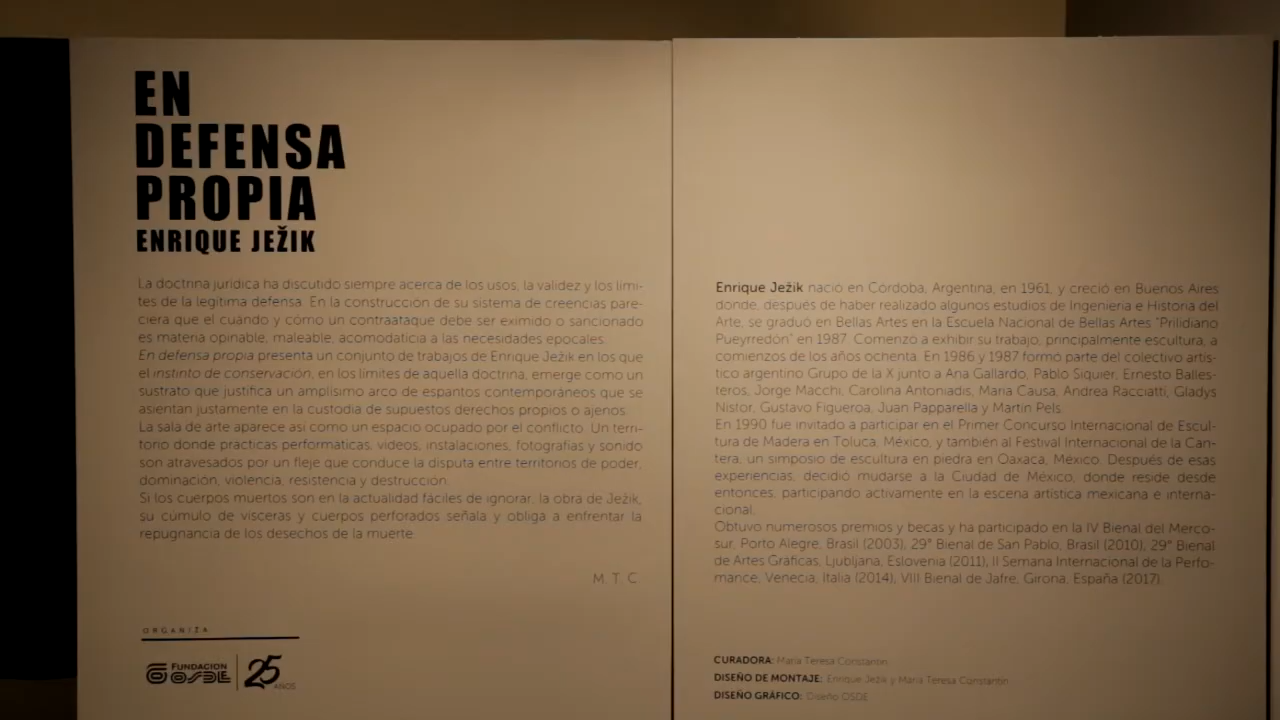 EN
DEFENSA
PROPIA
ENRIQUE JEŽIK
La doctrina jurídica ha discutido siempre acerca de los usos, la validez y los lími-
tes de la legítima defensa. En la construcción de su sistema de creencias pare-
ciera que el cuándo y cómo un contraataque debe ser eximido o sancionado
es materia opinable, maleable, acomodaticia a las necesidades epocales.
En defensa propia presenta un conjunto de trabajos de Enrique Ježik en los que
el instinto de conservación, en los límites de aquella doctrina, emerge como un
sustrato que justifica un amplísimo arco de espantos contemporáneos que se
asientan justamente en la custodia de supuestos derechos propios o ajenos.
La sala de arte aparece así como un espacio ocupado por el conflicto. Un terri-
torio donde prácticas performáticas, videos, instalaciones, fotografías y sonido
son atravesados por un fleje que conduce la disputa entre territorios de poder,
dominación, violencia, resistencia y destrucción.
Si los cuerpos muertos son en la actualidad fáciles de ignorar, la obra de Ježik,
su cúmulo de vísceras y cuerpos perforados señala y obliga a enfrentar la
repugnancia de los desechos de la muerte.
M. T. C.
ORGANIZA
FUNDACION
OSDE
25
AÑOS
Enrique Ježik nació en Córdoba, Argentina, en 1961, y creció en Buenos Aires
donde, después de haber realizado algunos estudios de Ingeniería e Historia del
Arte, se graduó en Bellas Artes en la Escuela Nacional de Bellas Artes "Prilidiano
Pueyrredón" en 1987. Comenzó a exhibir su trabajo, principalmente escultura, a
comienzos de los años ochenta. En 1986 y 1987 formó parte del colectivo artís-
tico argentino Grupo de la X junto a Ana Gallardo, Pablo Siquier, Ernesto Balles-
teros, Jorge Macchi, Carolina Antoniadis, María Causa, Andrea Racciatti, Gladys
Nistor, Gustavo Figueroa, Juan Papparella y Martín Pels.
En 1990 fue invitado a participar en el Primer Concurso Internacional de Escul-
tura de Madera en Toluca, México, y también al Festival Internacional de la Can-
tera, un simposio de escultura en piedra en Oaxaca, México. Después de esas
experiencias, decidió mudarse a la Ciudad de México, donde reside desde
entonces, participando activamente en la escena artística mexicana e interna-
cional.
Obtuvo numerosos premios y becas y ha participado en la IV Bienal del Merco-
sur, Porto Alegre, Brasil (2003), 29° Bienal de San Pablo, Brasil (2010), 29° Bienal
de Artes Gráficas, Ljubljana, Eslovenia (2011), II Semana Internacional de la Perfo-
mance, Venecia, Italia (2014), VIII Bienal de Jafre, Girona, España (2017).
CURADORA: María Teresa Constantin
DISEÑO DE MONTAJE: Enrique Ježik y María Teresa Constantin
DISEÑO GRÁFICO: Diseño OSDE